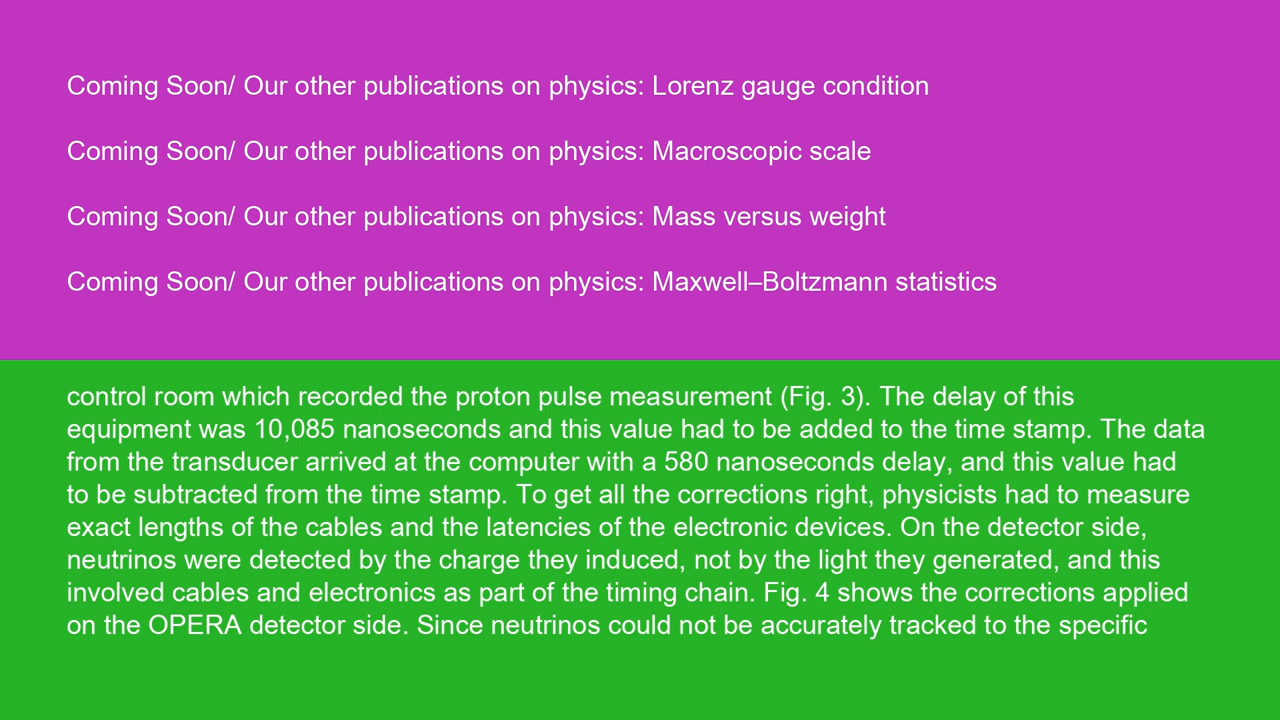 Coming Soon/ Our other publications on physics: Lorenz gauge condition
Coming Soon/ Our other publications on physics: Macroscopic scale
Coming Soon/ Our other publications on physics: Mass versus weight
Coming Soon/ Our other publications on physics: Maxwell–Boltzmann statistics
control room which recorded the proton pulse measurement (Fig. 3). The delay of this
equipment was 10,085 nanoseconds and this value had to be added to the time stamp. The data
from the transducer arrived at the computer with a 580 nanoseconds delay, and this value had
to be subtracted from the time stamp. To get all the corrections right, physicists had to measure
exact lengths of the cables and the latencies of the electronic devices. On the detector side,
neutrinos were detected by the charge they induced, not by the light they generated, and this
involved cables and electronics as part of the timing chain. Fig. 4 shows the corrections applied
on the OPERA detector side. Since neutrinos could not be accurately tracked to the specific